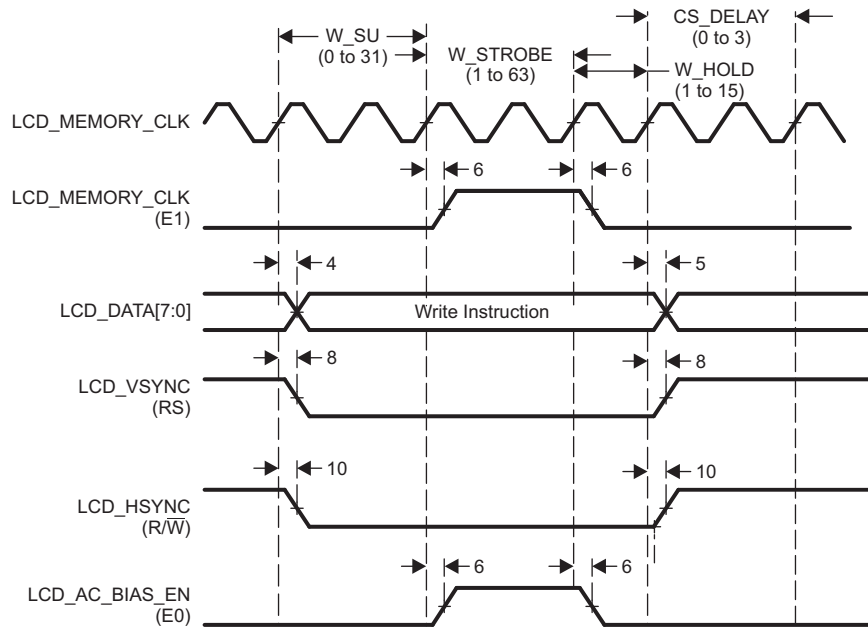 CS_DELAY
(0 to 3)
W_SU
(0 to 31)
W_STROBE
(1 to 63)
W_HOLD
(1 to 15)
LCD_MEMORY_CLK
6
6
LCD_MEMORY_CLK
(E1)
4
5
LCD_DATA[7:0]
Write Instruction
8
8
LCD_VSYNC
(RS)
10
10
LCD_HSYNC
(R/W̅)
6
6
LCD_AC_BIAS_EN
(E0)